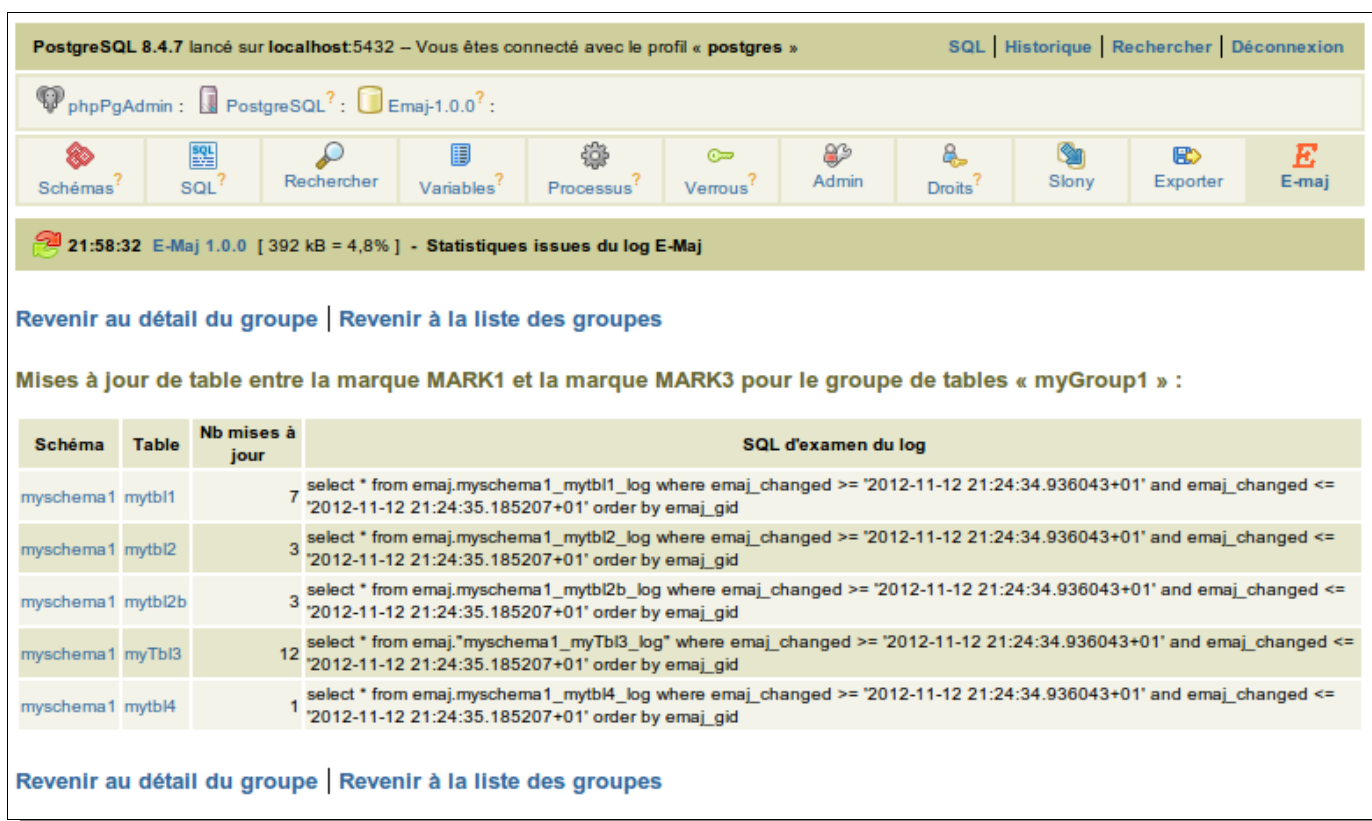 PostgreSQL 8.4.7 lancé sur localhost:5432 -- Vous êtes connecté avec le profil « postgres »
SQL | Historique | Rechercher | Déconnexion
phpPgAdmin : PostgreSQL? : Emaj-1.0.0? :
Schémas? SQL? Rechercher Variables? Processus? Verrous? Admin Droits? Slony Exporter E-maj
21:58:32 E-Maj 1.0.0 [ 392 kB = 4,8% ] - Statistiques issues du log E-Maj
Revenir au détail du groupe | Revenir à la liste des groupes
Mises à jour de table entre la marque MARK1 et la marque MARK3 pour le groupe de tables « myGroup1 » :
Schéma Table Nb mises à jour SQL d'examen du log
myschema1 mytbl1 7 select * from emaj.myschema1_mytbl1_log where emaj_changed >= '2012-11-12 21:24:34.936043+01' and emaj_changed <=
'2012-11-12 21:24:35.185207+01' order by emaj_gid
myschema1 mytbl2 3 select * from emaj.myschema1_mytbl2_log where emaj_changed >= '2012-11-12 21:24:34.936043+01' and emaj_changed <=
'2012-11-12 21:24:35.185207+01' order by emaj_gid
myschema1 mytbl2b 3 select * from emaj.myschema1_mytbl2b_log where emaj_changed >= '2012-11-12 21:24:34.936043+01' and emaj_changed <=
'2012-11-12 21:24:35.185207+01' order by emaj_gid
myschema1 myTbl3 12 select * from emaj."myschema1_myTbl3_log" where emaj_changed >= '2012-11-12 21:24:34.936043+01' and emaj_changed <=
'2012-11-12 21:24:35.185207+01' order by emaj_gid
myschema1 mytbl4 1 select * from emaj.myschema1_mytbl4_log where emaj_changed >= '2012-11-12 21:24:34.936043+01' and emaj_changed <=
'2012-11-12 21:24:35.185207+01' order by emaj_gid
Revenir au détail du groupe | Revenir à la liste des groupes